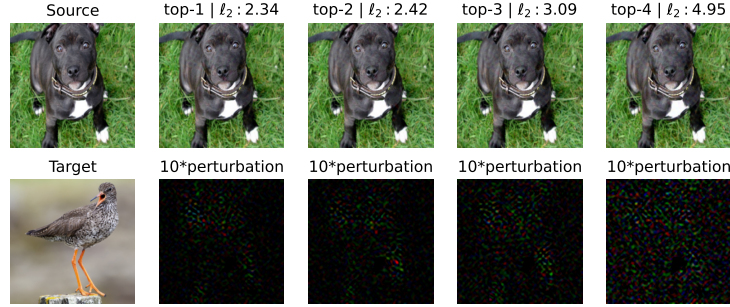 Source
top-1 | ℓ₂ : 2.34
top-2 | ℓ₂ : 2.42
top-3 | ℓ₂ : 3.09
top-4 | ℓ₂ : 4.95
Target
10*perturbation
10*perturbation
10*perturbation
10*perturbation